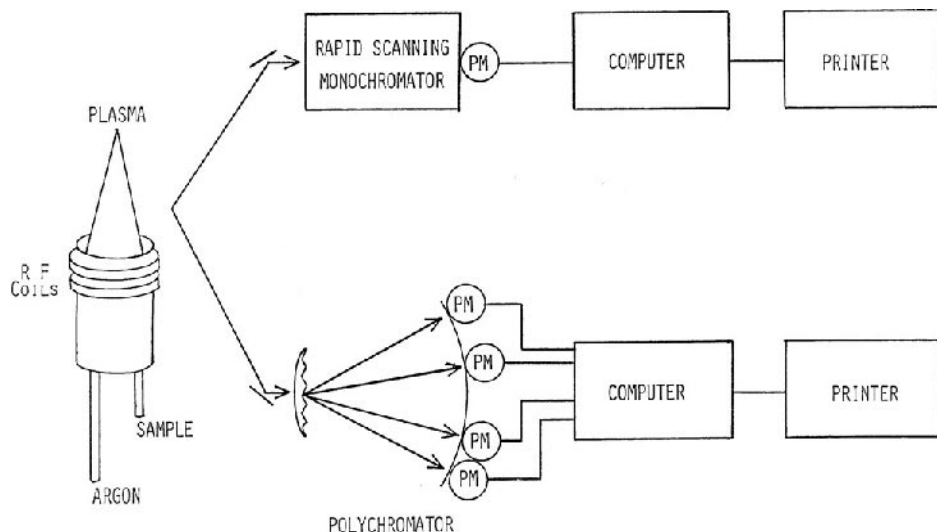 RAPID SCANNING
MONOCHROMATOR
PM
COMPUTER
PRINTER
PLASMA
R F
COILS
PM
PM
PM
PM
COMPUTER
PRINTER
SAMPLE
ARGON
POLYCHROMATOR